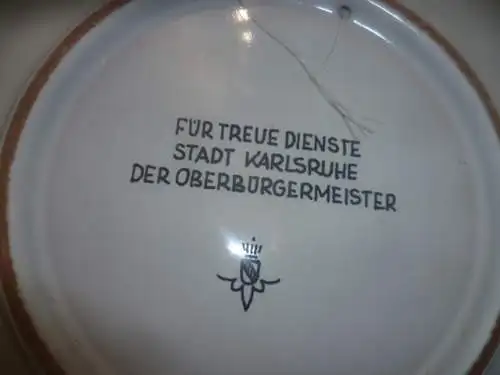 FÜR TREUE DIENSTE
STADT KARLSRUHE
DER OBERBÜRGERMEISTER